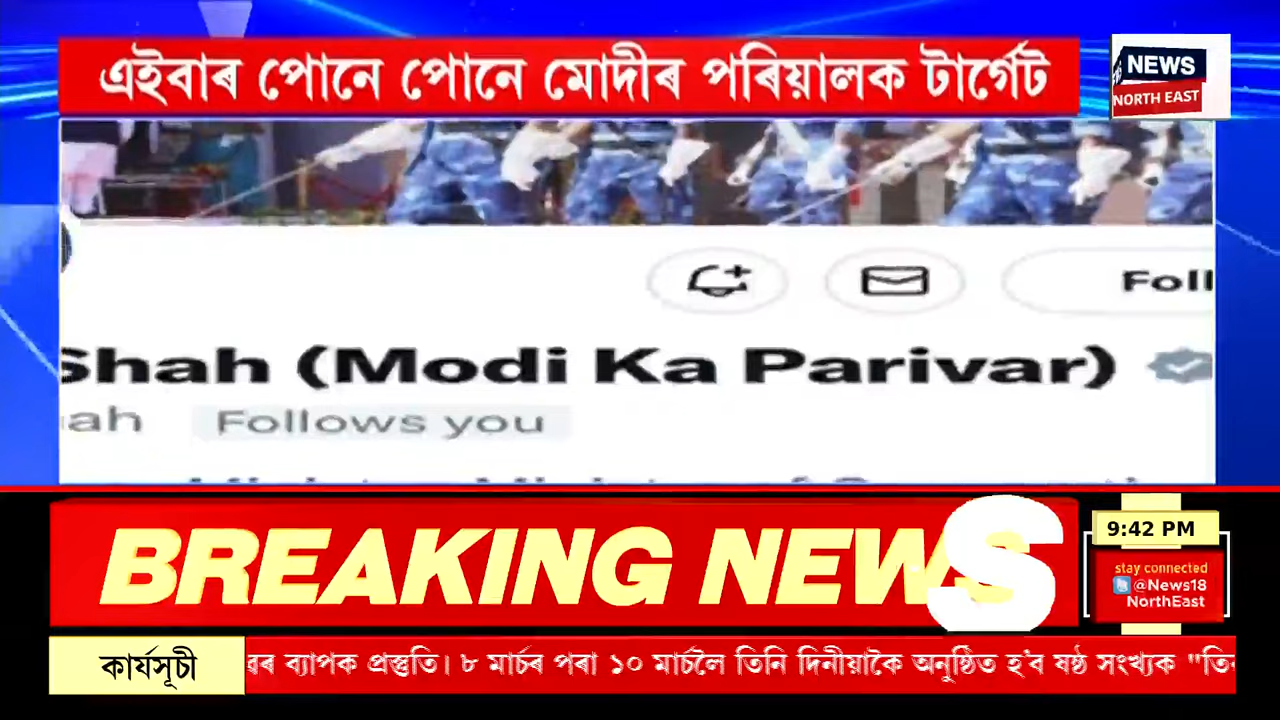 এইবাৰ পোনে পোনে মোদীৰ পৰিয়ালক টাৰ্গেট
NEWS
NORTH EAST
Foll
Shah (Modi Ka Parivar)
Follows you
BREAKING NEWS
9:42 PM
stay connected
@News18
NorthEast
কাৰ্যসূচী
ব্যাপক প্ৰস্তুতি। ৮ মাৰ্চৰ পৰা ১০ মাৰ্চলৈ তিনি দিনীয়াকৈ অনুষ্ঠিত হ'ব ষষ্ঠ সংখ্যক